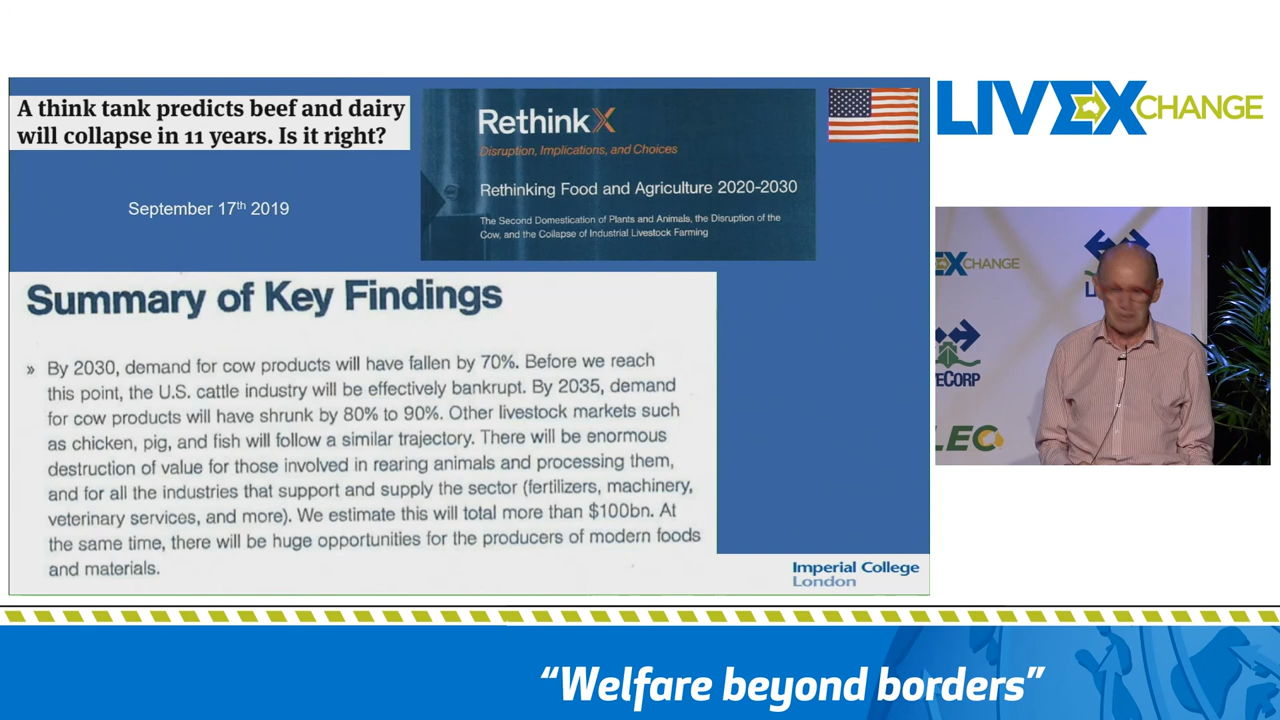 A think tank predicts beef and dairy
will collapse in 11 years. Is it right?
September 17th 2019
RethinkX
Disruption, Implications, and Choices
Rethinking Food and Agriculture 2020-2030
The Second Domestication of Plants and Animals, the Disruption of the
Cow, and the Collapse of Industrial Livestock Farming
LIVEXCHANGE
Summary of Key Findings
» By 2030, demand for cow products will have fallen by 70%. Before we reach
this point, the U.S. cattle industry will be effectively bankrupt. By 2035, demand
for cow products will have shrunk by 80% to 90%. Other livestock markets such
as chicken, pig, and fish will follow a similar trajectory. There will be enormous
destruction of value for those involved in rearing animals and processing them,
and for all the industries that support and supply the sector (fertilizers, machinery,
veterinary services, and more). We estimate this will total more than $100bn. At
the same time, there will be huge opportunities for the producers of modern foods
and materials.
Imperial College
London
EXCHANGE
ECORP
LEC
“Welfare beyond borders”